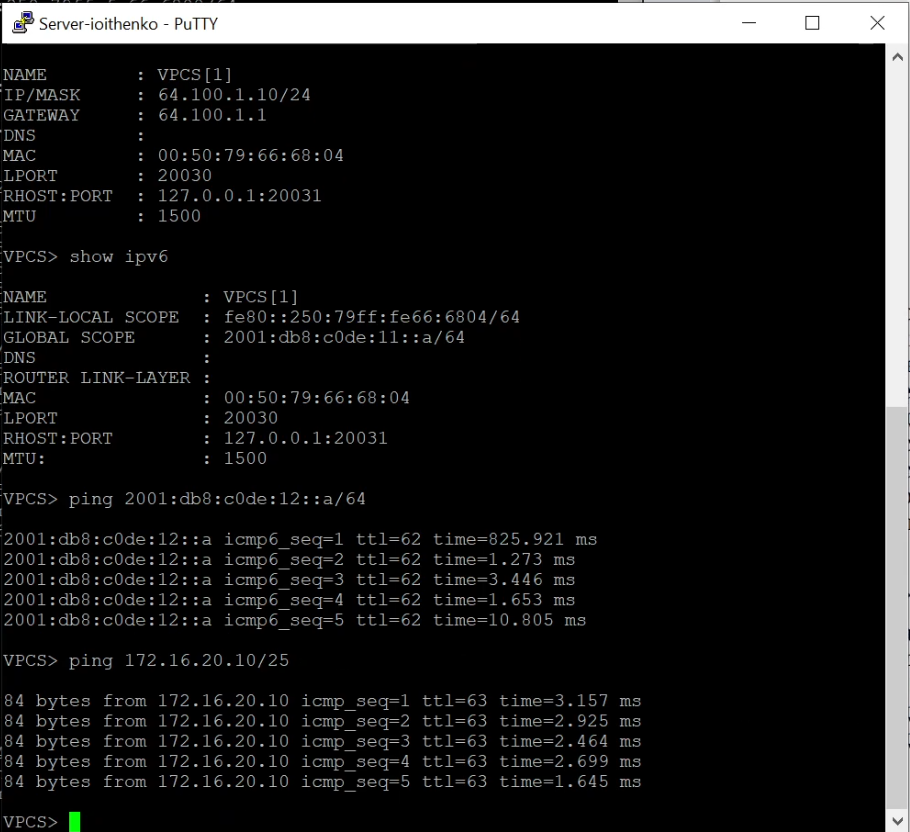 Server-ioithenko - PuTTY
NAME : VPCS[1]
IP/MASK : 64.100.1.10/24
GATEWAY : 64.100.1.1
DNS :
MAC : 00:50:79:66:68:04
LPORT : 20030
RHOST:PORT : 127.0.0.1:20031
MTU : 1500
VPCS> show ipv6
NAME : VPCS[1]
LINK-LOCAL SCOPE : fe80::250:79ff:fe66:6804/64
GLOBAL SCOPE : 2001:db8:c0de:11::a/64
DNS :
ROUTER LINK-LAYER :
MAC : 00:50:79:66:68:04
LPORT : 20030
RHOST:PORT : 127.0.0.1:20031
MTU: : 1500
VPCS> ping 2001:db8:c0de:12::a/64
2001:db8:c0de:12::a icmp6_seq=1 ttl=62 time=825.921 ms
2001:db8:c0de:12::a icmp6_seq=2 ttl=62 time=1.273 ms
2001:db8:c0de:12::a icmp6_seq=3 ttl=62 time=3.446 ms
2001:db8:c0de:12::a icmp6_seq=4 ttl=62 time=1.653 ms
2001:db8:c0de:12::a icmp6_seq=5 ttl=62 time=10.805 ms
VPCS> ping 172.16.20.10/25
84 bytes from 172.16.20.10 icmp_seq=1 ttl=63 time=3.157 ms
84 bytes from 172.16.20.10 icmp_seq=2 ttl=63 time=2.925 ms
84 bytes from 172.16.20.10 icmp_seq=3 ttl=63 time=2.464 ms
84 bytes from 172.16.20.10 icmp_seq=4 ttl=63 time=2.699 ms
84 bytes from 172.16.20.10 icmp_seq=5 ttl=63 time=1.645 ms
VPCS>